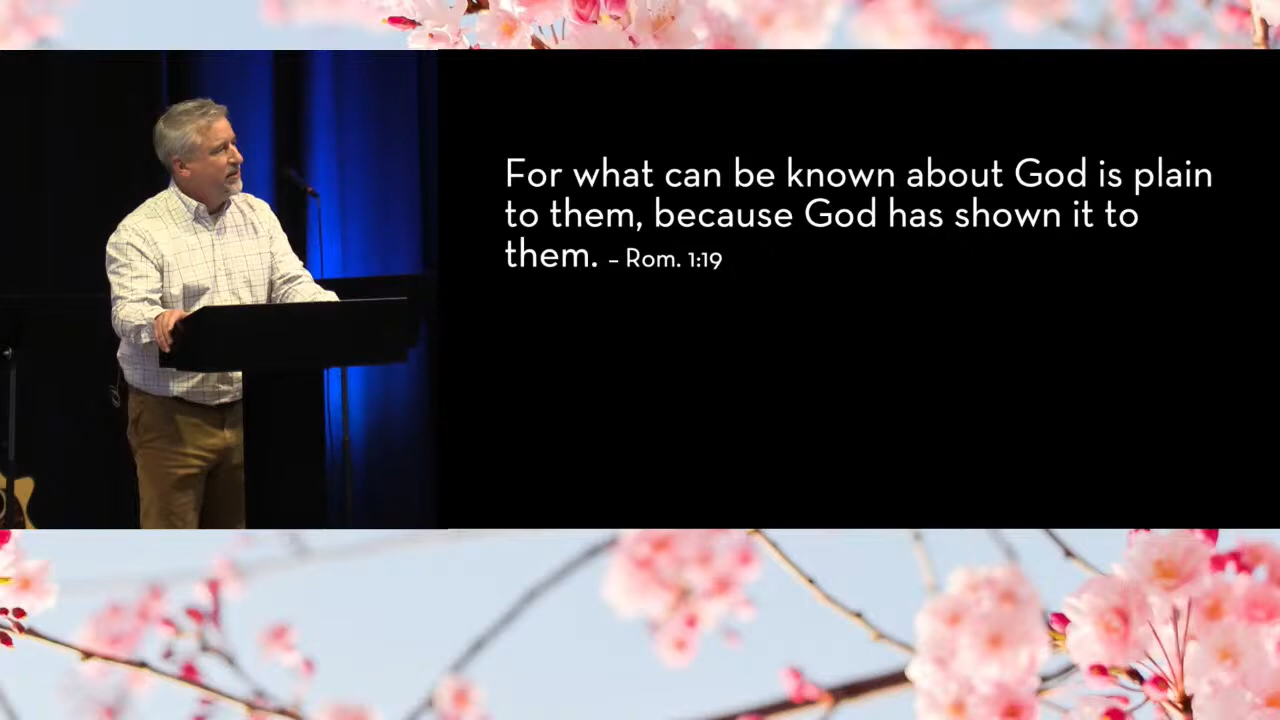 For what can be known about God is plain
to them, because God has shown it to
them. – Rom. 1:19